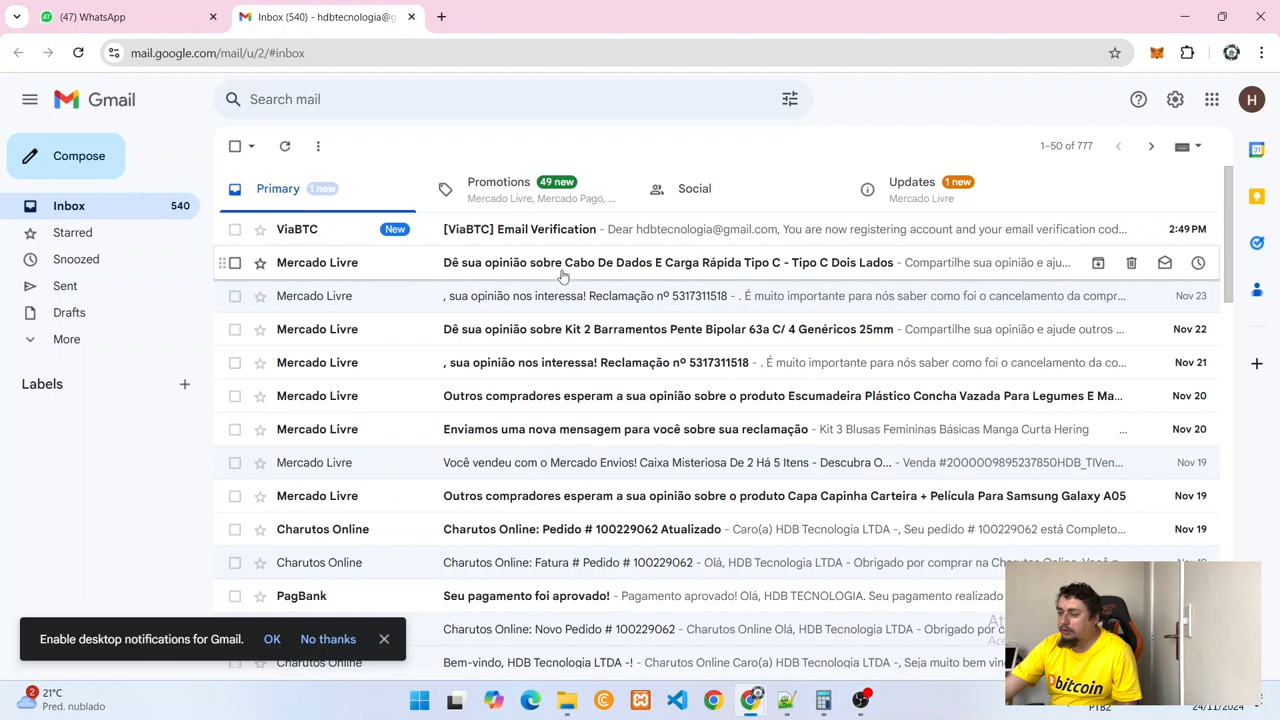 (47) WhatsApp
Inbox (540) - hdbtecnologia@g
mail.google.com/mail/u/2/#inbox
Gmail
Search mail
H
Compose
1–50 of 777
Inbox 540
Starred
Snoozed
Sent
Drafts
More
Labels
Primary 1 new
Promotions 49 new
Mercado Livre, Mercado Pago, ...
Social
Updates 1 new
Mercado Livre
ViaBTC New [ViaBTC] Email Verification - Dear hdbtecnologia@gmail.com, You are now registering account and your email verification cod... 2:49 PM
Mercado Livre Dê sua opinião sobre Cabo De Dados E Carga Rápida Tipo C - Tipo C Dois Lados - Compartilhe sua opinião e aju...
Mercado Livre , sua opinião nos interessa! Reclamação nº 5317311518 - . É muito importante para nós saber como foi o cancelamento da compr... Nov 23
Mercado Livre Dê sua opinião sobre Kit 2 Barramentos Pente Bipolar 63a C/ 4 Genéricos 25mm - Compartilhe sua opinião e ajude outros ... Nov 22
Mercado Livre , sua opinião nos interessa! Reclamação nº 5317311518 - . É muito importante para nós saber como foi o cancelamento da co... Nov 21
Mercado Livre Outros compradores esperam a sua opinião sobre o produto Escumadeira Plástico Concha Vazada Para Legumes E Ma... Nov 20
Mercado Livre Enviamos uma nova mensagem para você sobre sua reclamação - Kit 3 Blusas Femininas Básicas Manga Curta Hering ... Nov 20
Mercado Livre Você vendeu com o Mercado Envios! Caixa Misteriosa De 2 Há 5 Itens - Descubra O... - Venda #2000009895237850HDB_TIVen... Nov 19
Mercado Livre Outros compradores esperam a sua opinião sobre o produto Capa Capinha Carteira + Película Para Samsung Galaxy A05 Nov 19
Charutos Online Charutos Online: Pedido # 100229062 Atualizado - Caro(a) HDB Tecnologia LTDA -, Seu pedido # 100229062 está Completo... Nov 19
Charutos Online Charutos Online: Fatura # Pedido # 100229062 - Olá, HDB Tecnologia LTDA - Obrigado por comprar na Charutos Online.
PagBank Seu pagamento foi aprovado! - Pagamento aprovado! Olá, HDB TECNOLOGIA. Seu pagamento realizado
Charutos Online: Novo Pedido # 100229062 - Charutos Online Olá, HDB Tecnologia LTDA - Obrigado por c
Charutos Online Bem-vindo, HDB Tecnologia LTDA -! - Charutos Online Caro(a) HDB Tecnologia LTDA -, Seja muito bem vin
Enable desktop notifications for Gmail. OK No thanks
bitcoin
2
21°C
Pred. nublado
PTB2
24/11/2024